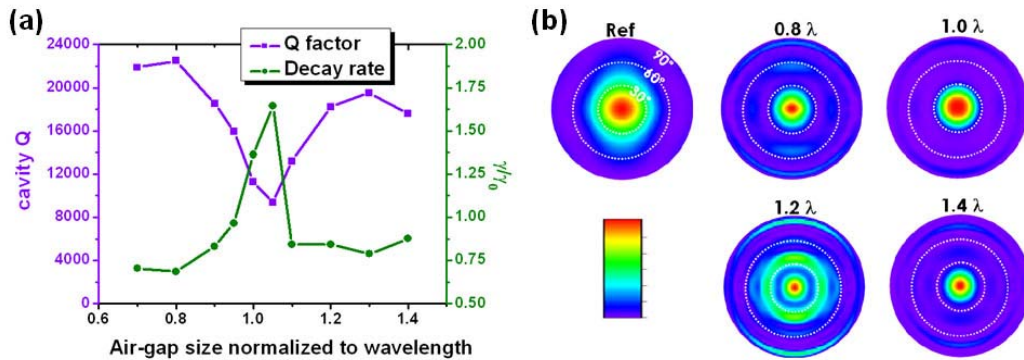 (a)
24000
20000
16000
12000
8000
4000
0
cavity Q
Q factor
Decay rate
2.00
1.75
1.50
1.25
1.00
0.75
0.50
γ/γ₀
0.6 0.8 1.0 1.2 1.4
Air-gap size normalized to wavelength
(b)
Ref
90°
60°
30°
0.8 λ
1.0 λ
1.2 λ
1.4 λ